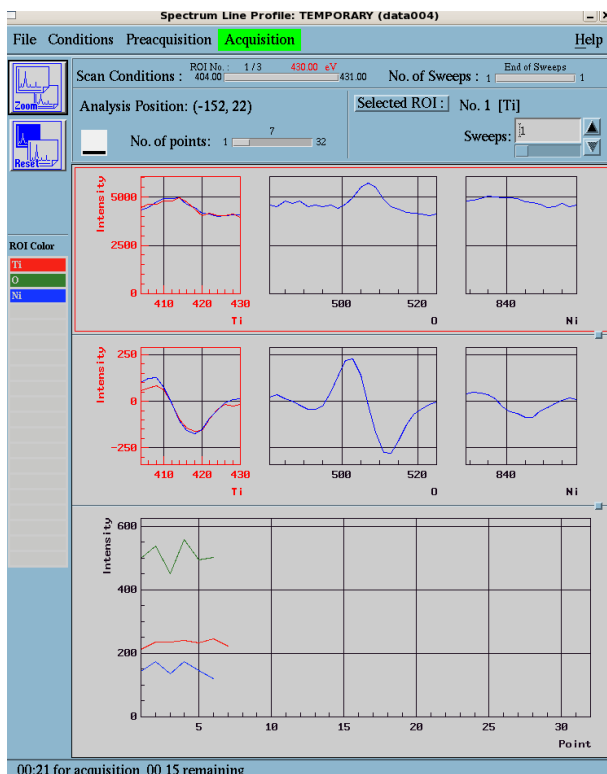 Spectrum Line Profile: TEMPORARY (data004)
File Conditions Preacquisition Acquisition Help
Zoom
Reset
Scan Conditions : ROI No. : 1/3 430.00 eV
404.00 431.00
No. of Sweeps : 1 End of Sweeps 1
Analysis Position: (-152, 22)
No. of points: 1 7 32
Selected ROI : No. 1 [Ti]
Sweeps: 1
ROI Color
Ti
O
Ni
Intensity
5000
2500
0
410 420 430
Ti
500 520
O
840
Ni
Intensity
250
0
-250
410 420 430
Ti
500 520
O
840
Ni
Intensity
600
400
200
0
5 10 15 20 25 30
Point
00:21 for acquisition 00 15 remaining